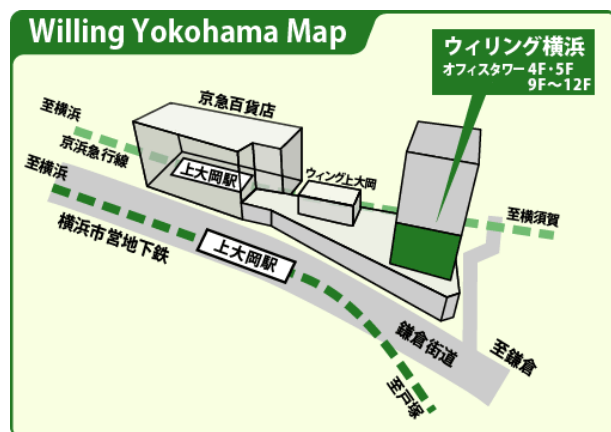 Willing Yokohama Map
ウィリング横浜
オフィスタワー 4F・5F
9F～12F
京急百貨店
至横浜
京浜急行線
上大岡駅
ウィング上大岡
至横浜
至横須賀
横浜市営地下鉄
上大岡駅
鎌倉街道
至鎌倉
至戸塚